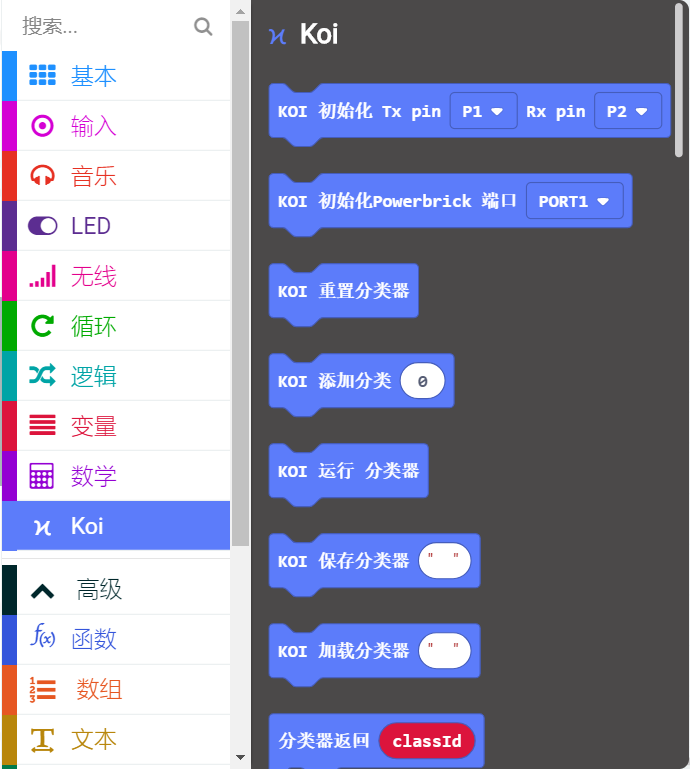 搜索...
基本
输入
音乐
LED
无线
循环
逻辑
变量
数学
Koi
高级
函数
数组
文本
Koi
KOI 初始化 Tx pin P1 Rx pin P2
KOI 初始化Powerbrick 端口 PORT1
KOI 重置分类器
KOI 添加分类 0
KOI 运行 分类器
KOI 保存分类器 " "
KOI 加载分类器 " "
分类器返回 classId